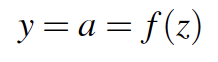 y = a = f(z)